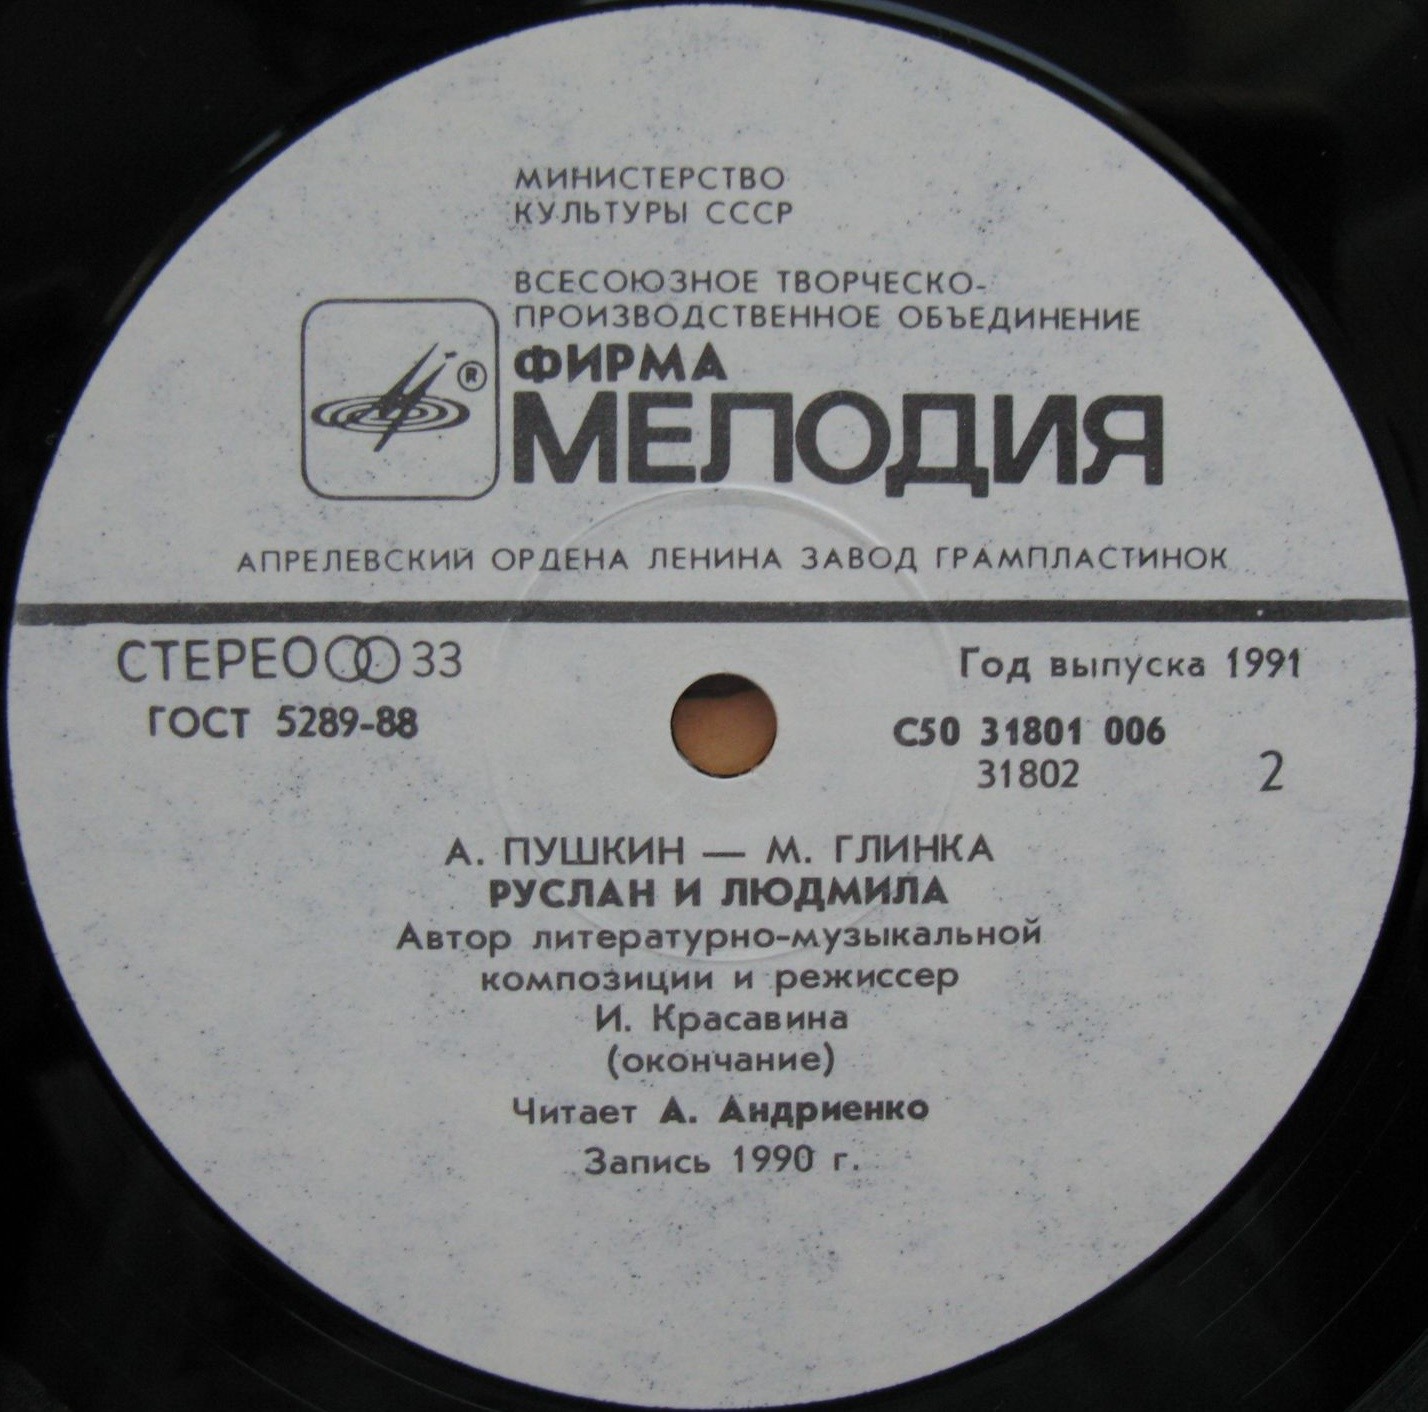 МИНИСТЕРСТВО
КУЛЬТУРЫ СССР
ВСЕСОЮЗНОЕ ТВОРЧЕСКО-
ПРОИЗВОДСТВЕННОЕ ОБЪЕДИНЕНИЕ
ФИРМА
®
МЕЛОДИЯ
АПРЕЛЕВСКИЙ ОРДЕНА ЛЕНИНА ЗАВОД ГРАМПЛАСТИНОК
СТЕРЕО 33
Год выпуска 1991
ГОСТ 5289-88
С50 31801 006
31802
2
А. ПУШКИН — М. ГЛИНКА
РУСЛАН И ЛЮДМИЛА
Автор литературно-музыкальной
композиции и режиссер
И. Красавина
(окончание)
Читает А. Андриенко
Запись 1990 г.